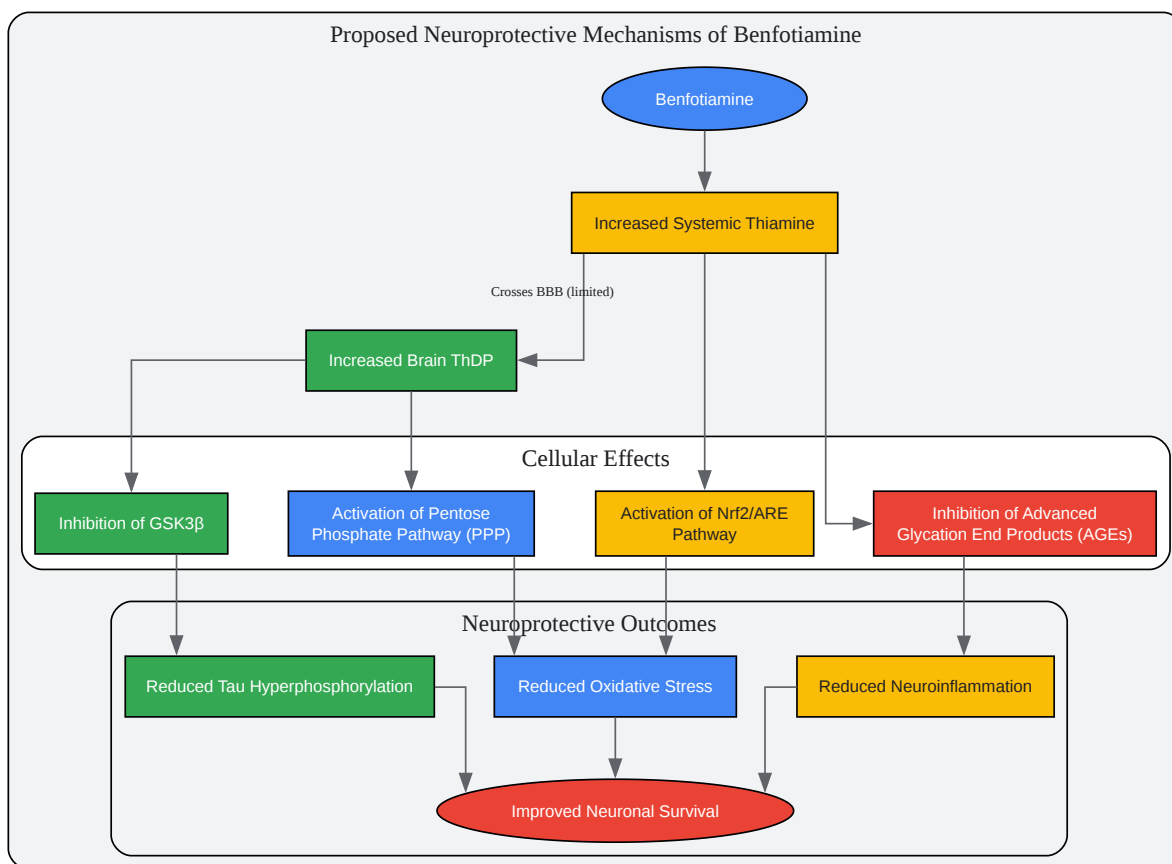 Proposed Neuroprotective Mechanisms of Benfotiamine
Benfotiamine
Increased Systemic Thiamine
Crosses BBB (limited)
Increased Brain ThDP
Cellular Effects
Inhibition of GSK3β
Activation of Pentose
Phosphate Pathway (PPP)
Activation of Nrf2/ARE
Pathway
Inhibition of Advanced
Glycation End Products (AGEs)
Neuroprotective Outcomes
Reduced Tau Hyperphosphorylation
Reduced Oxidative Stress
Reduced Neuroinflammation
Improved Neuronal Survival